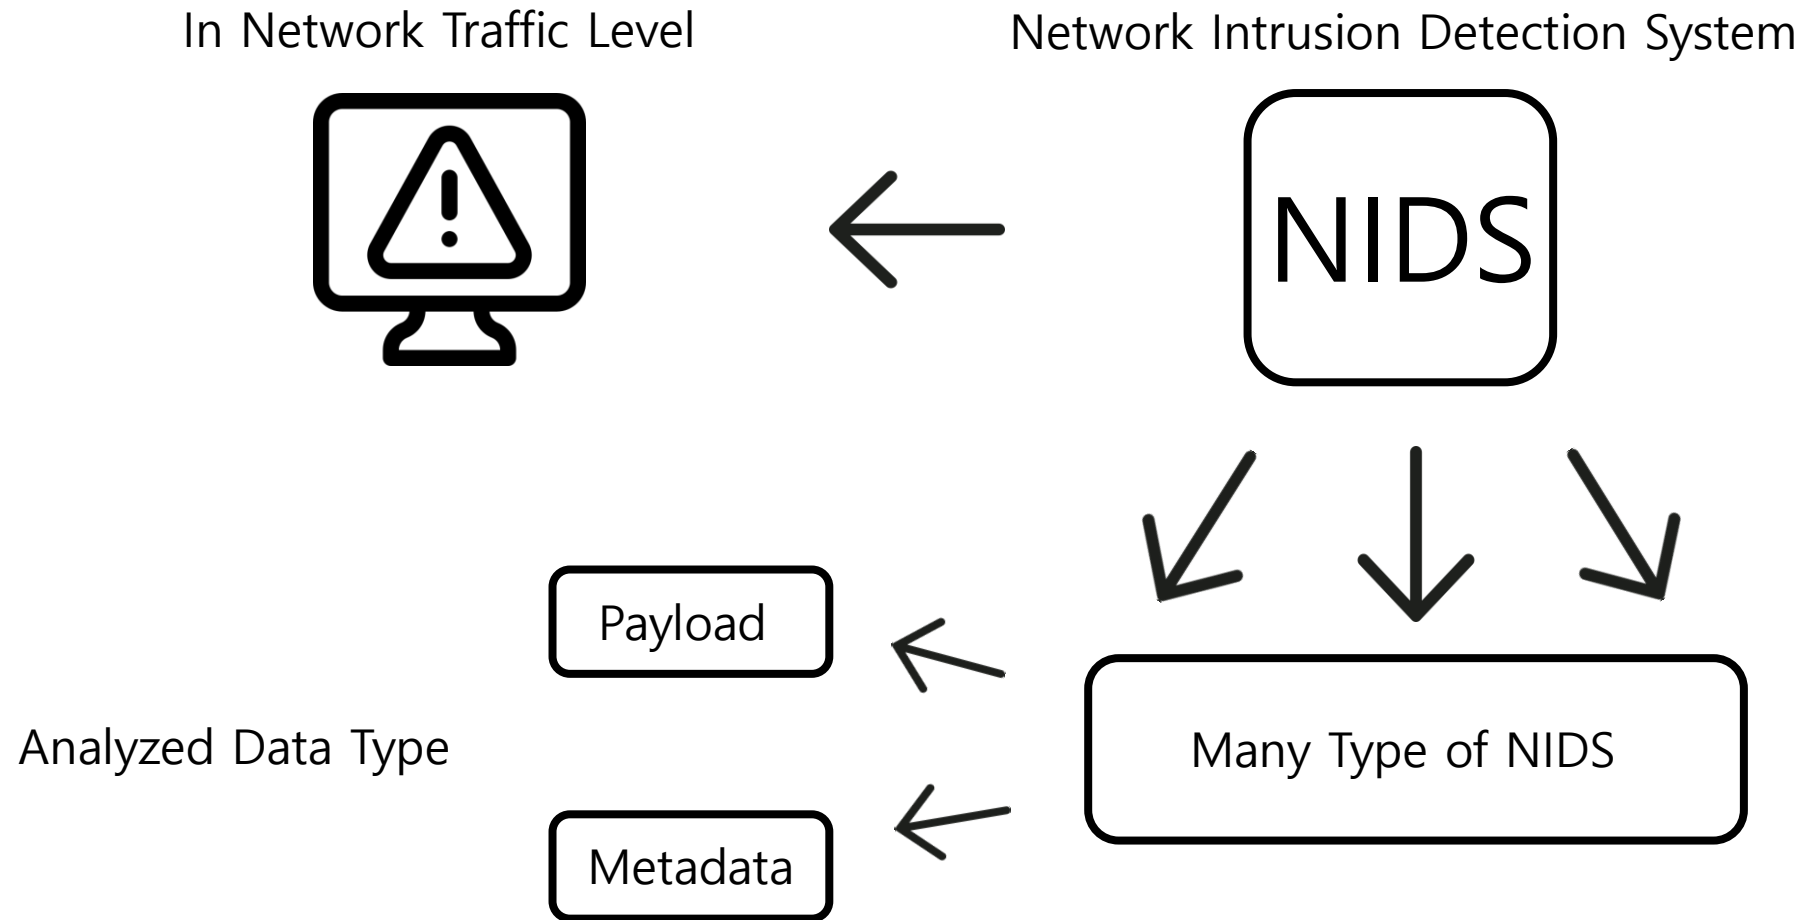 In Network Traffic Level
Network Intrusion Detection System
NIDS
Payload
Analyzed Data Type
Many Type of NIDS
Metadata